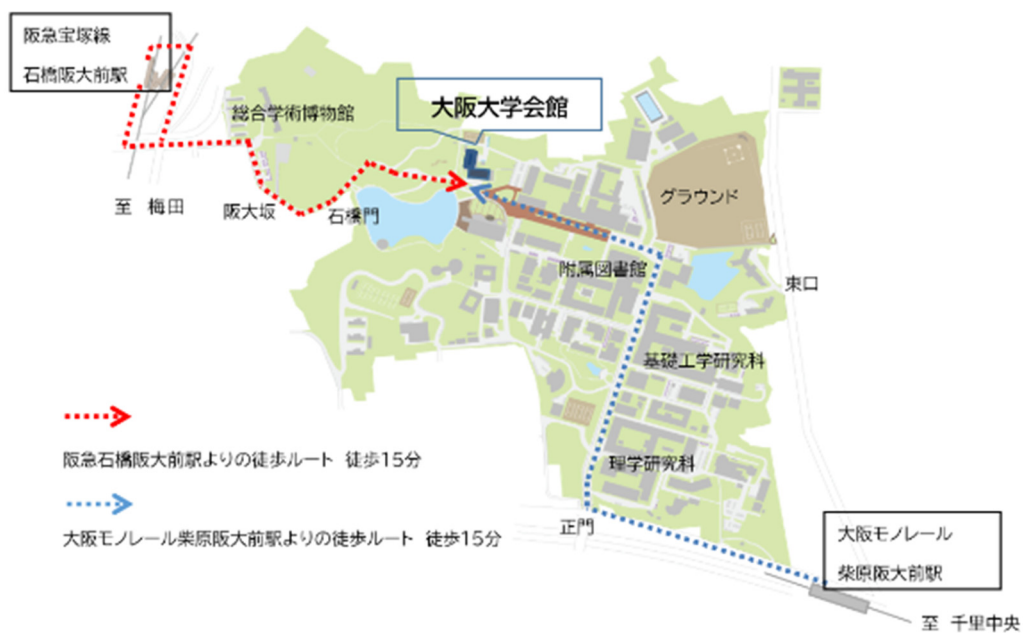 阪急宝塚線
石橋阪大前駅
総合学術博物館
大阪大学会館
グラウンド
至 梅田
阪大坂
石橋門
附属図書館
東口
基礎工学研究科
阪急石橋阪大前駅よりの徒歩ルート 徒歩15分
理学研究科
大阪モノレール柴原阪大前駅よりの徒歩ルート 徒歩15分
正門
大阪モノレール
柴原阪大前駅
至 千里中央